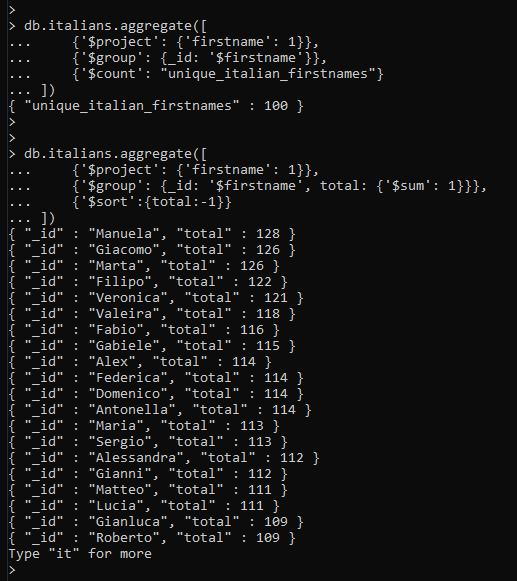 >
> db.italians.aggregate([
...     {'$project': {'firstname': 1}},
...     {'$group': {_id: '$firstname'}},
...     {'$count': "unique_italian_firstnames"}
... ])
{ "unique_italian_firstnames" : 100 }
>
>
> db.italians.aggregate([
...     {'$project': {'firstname': 1}},
...     {'$group': {_id: '$firstname', total: {'$sum': 1}}},
...     {'$sort':{total:-1}}
... ])
{ "_id" : "Manuela", "total" : 128 }
{ "_id" : "Giacomo", "total" : 126 }
{ "_id" : "Marta", "total" : 126 }
{ "_id" : "Filipo", "total" : 122 }
{ "_id" : "Veronica", "total" : 121 }
{ "_id" : "Valeira", "total" : 118 }
{ "_id" : "Fabio", "total" : 116 }
{ "_id" : "Gabiele", "total" : 115 }
{ "_id" : "Alex", "total" : 114 }
{ "_id" : "Federica", "total" : 114 }
{ "_id" : "Domenico", "total" : 114 }
{ "_id" : "Antonella", "total" : 114 }
{ "_id" : "Maria", "total" : 113 }
{ "_id" : "Sergio", "total" : 113 }
{ "_id" : "Alessandra", "total" : 112 }
{ "_id" : "Gianni", "total" : 112 }
{ "_id" : "Matteo", "total" : 111 }
{ "_id" : "Lucia", "total" : 111 }
{ "_id" : "Gianluca", "total" : 109 }
{ "_id" : "Roberto", "total" : 109 }
Type "it" for more
>